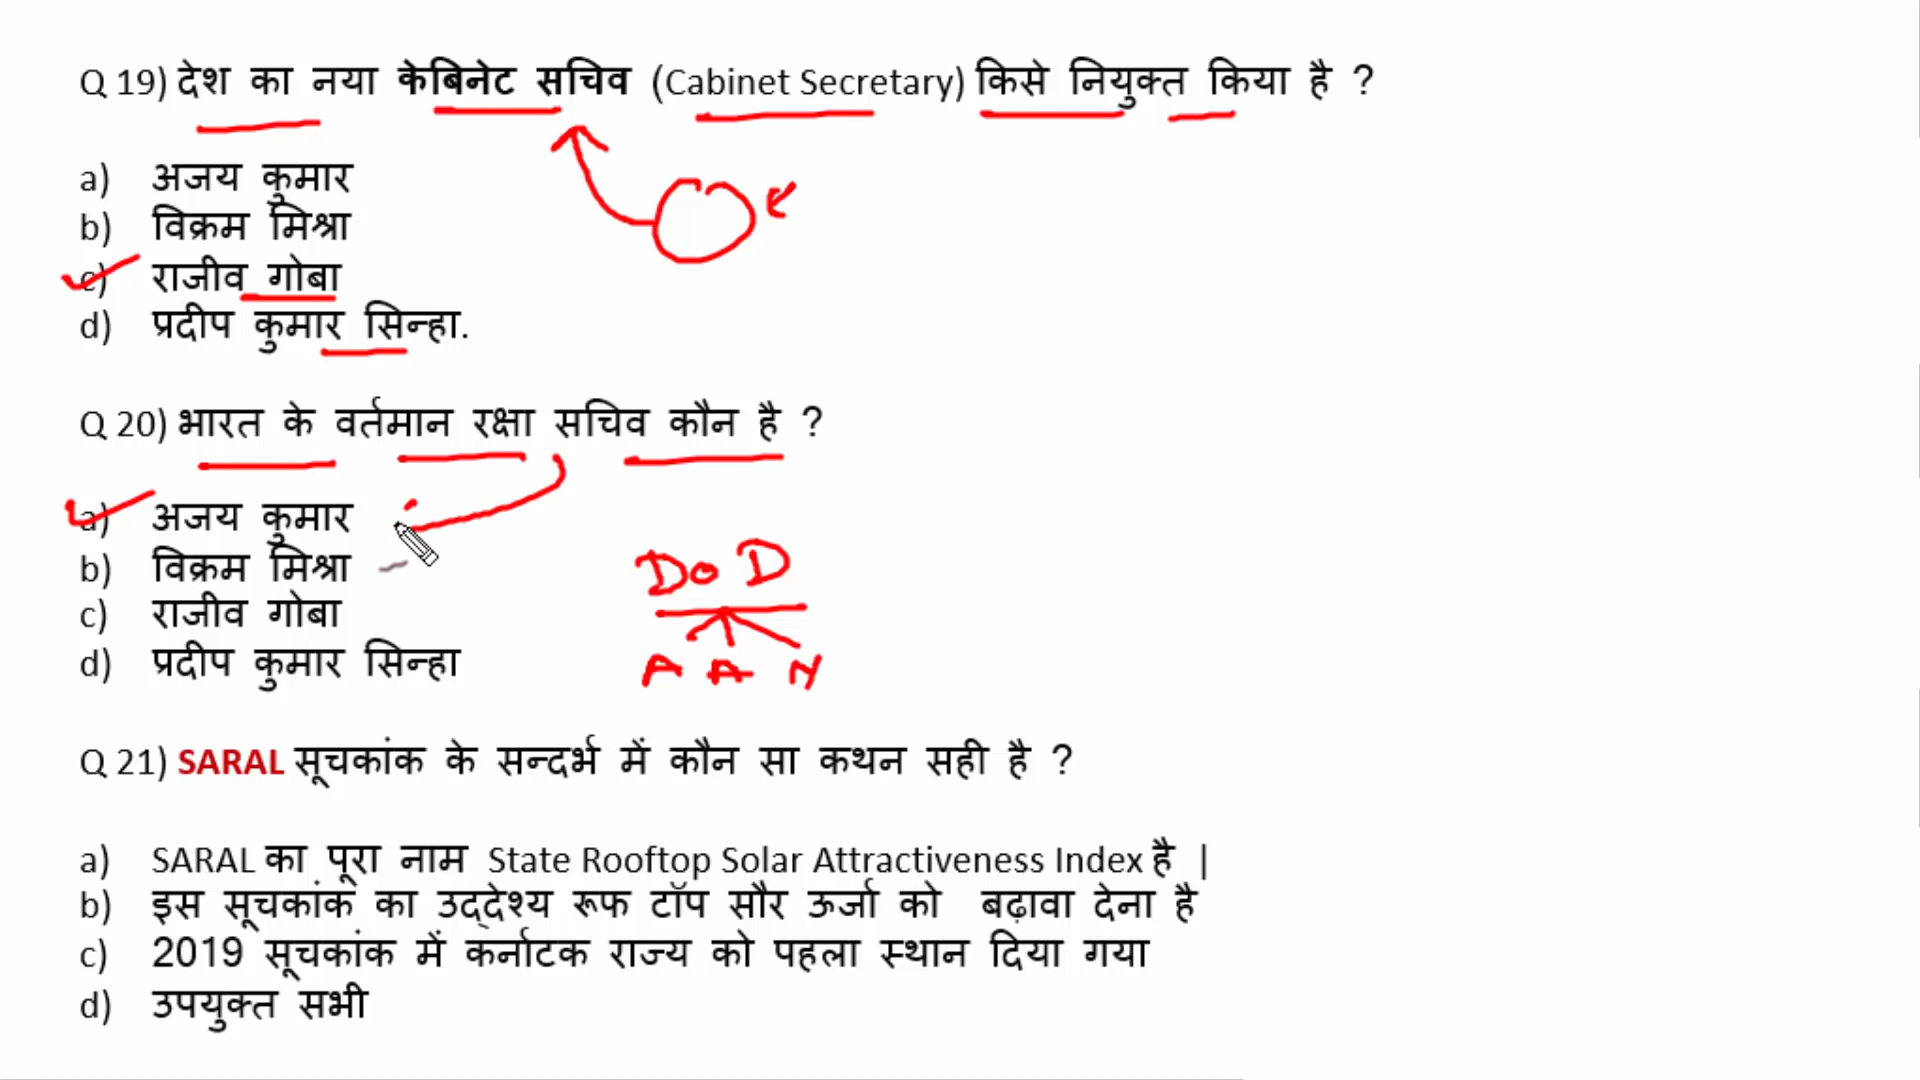 Q 19) देश का नया केबिनेट सचिव (Cabinet Secretary) किसे नियुक्त किया है ?
a) अजय कुमार
b) विक्रम मिश्रा
c) राजीव गोबा
d) प्रदीप कुमार सिन्हा.
Q 20) भारत के वर्तमान रक्षा सचिव कौन है ?
a) अजय कुमार
b) विक्रम मिश्रा
c) राजीव गोबा
d) प्रदीप कुमार सिन्हा
DoD
A A N
Q 21) SARAL सूचकांक के सन्दर्भ में कौन सा कथन सही है ?
a) SARAL का पूरा नाम State Rooftop Solar Attractiveness Index है |
b) इस सूचकांक का उद्देश्य रूफ टॉप सौर ऊर्जा को बढ़ावा देना है
c) 2019 सूचकांक में कर्नाटक राज्य को पहला स्थान दिया गया
d) उपयुक्त सभी